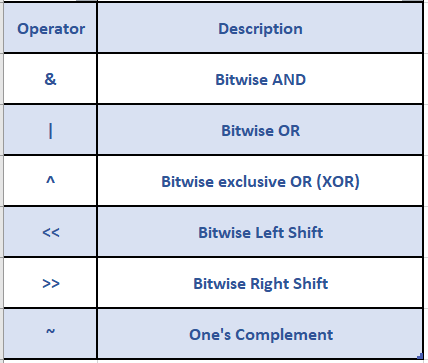 Operator Description
& Bitwise AND
| Bitwise OR
^ Bitwise exclusive OR (XOR)
<< Bitwise Left Shift
>> Bitwise Right Shift
~ One's Complement